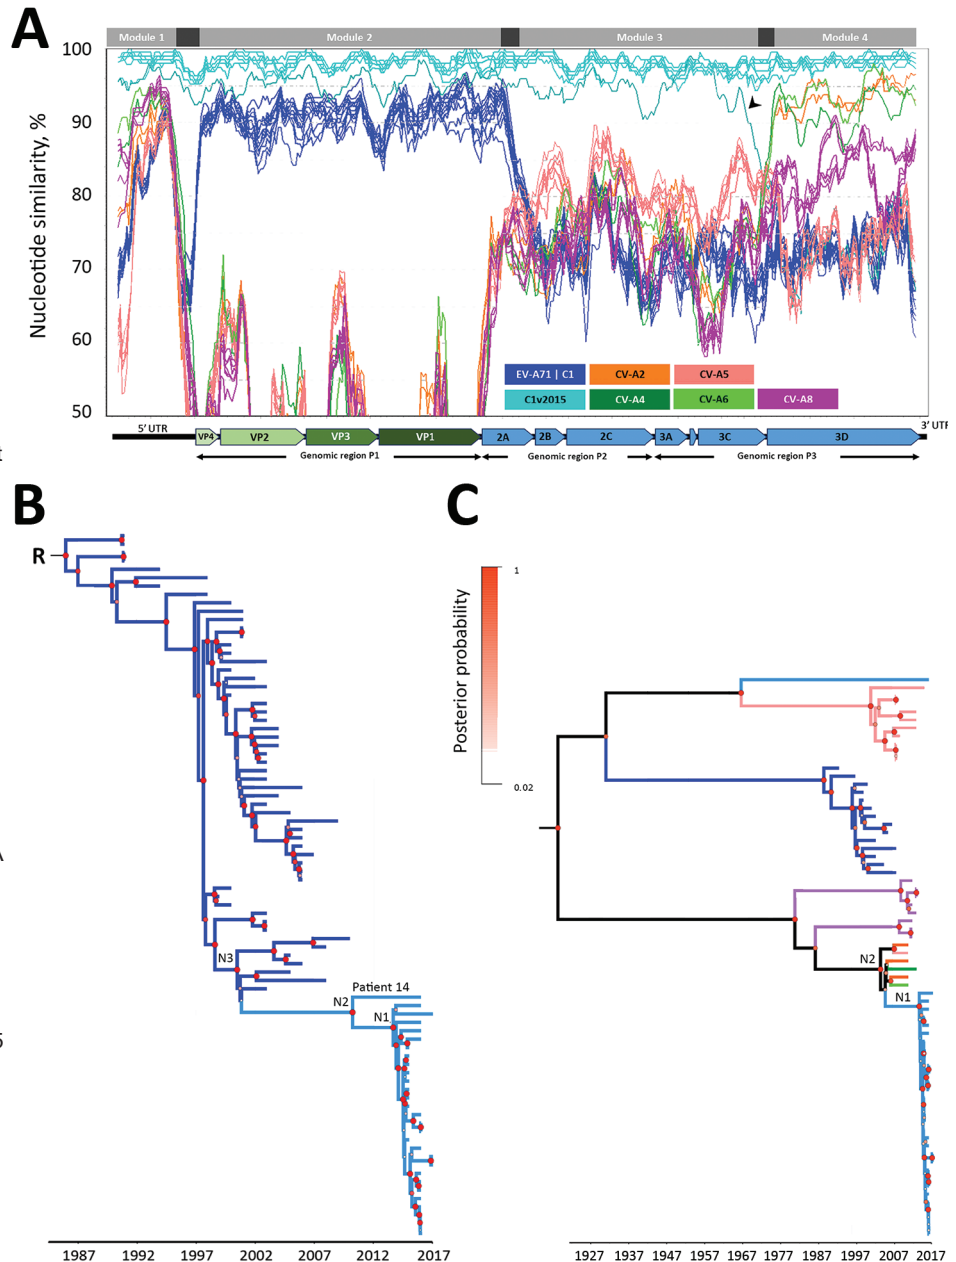 A
Module 1 Module 2 Module 3 Module 4
Nucleotide similarity, %
100
90
80
70
60
50
EV-A71 | C1 CV-A2 CV-A5
C1v2015 CV-A4 CV-A6 CV-A8
5′ UTR VP4 VP2 VP3 VP1 2A 2B 2C 3A 3C 3D 3′ UTF
Genomic region P1 Genomic region P2 Genomic region P3
t
B
R
N3
N2
Patient 14
N1
A
5
1987 1992 1997 2002 2007 2012 2017
C
Posterior probability
1
0.02
N2
N1
1927 1937 1947 1957 1967 1977 1987 1997 2007 2017